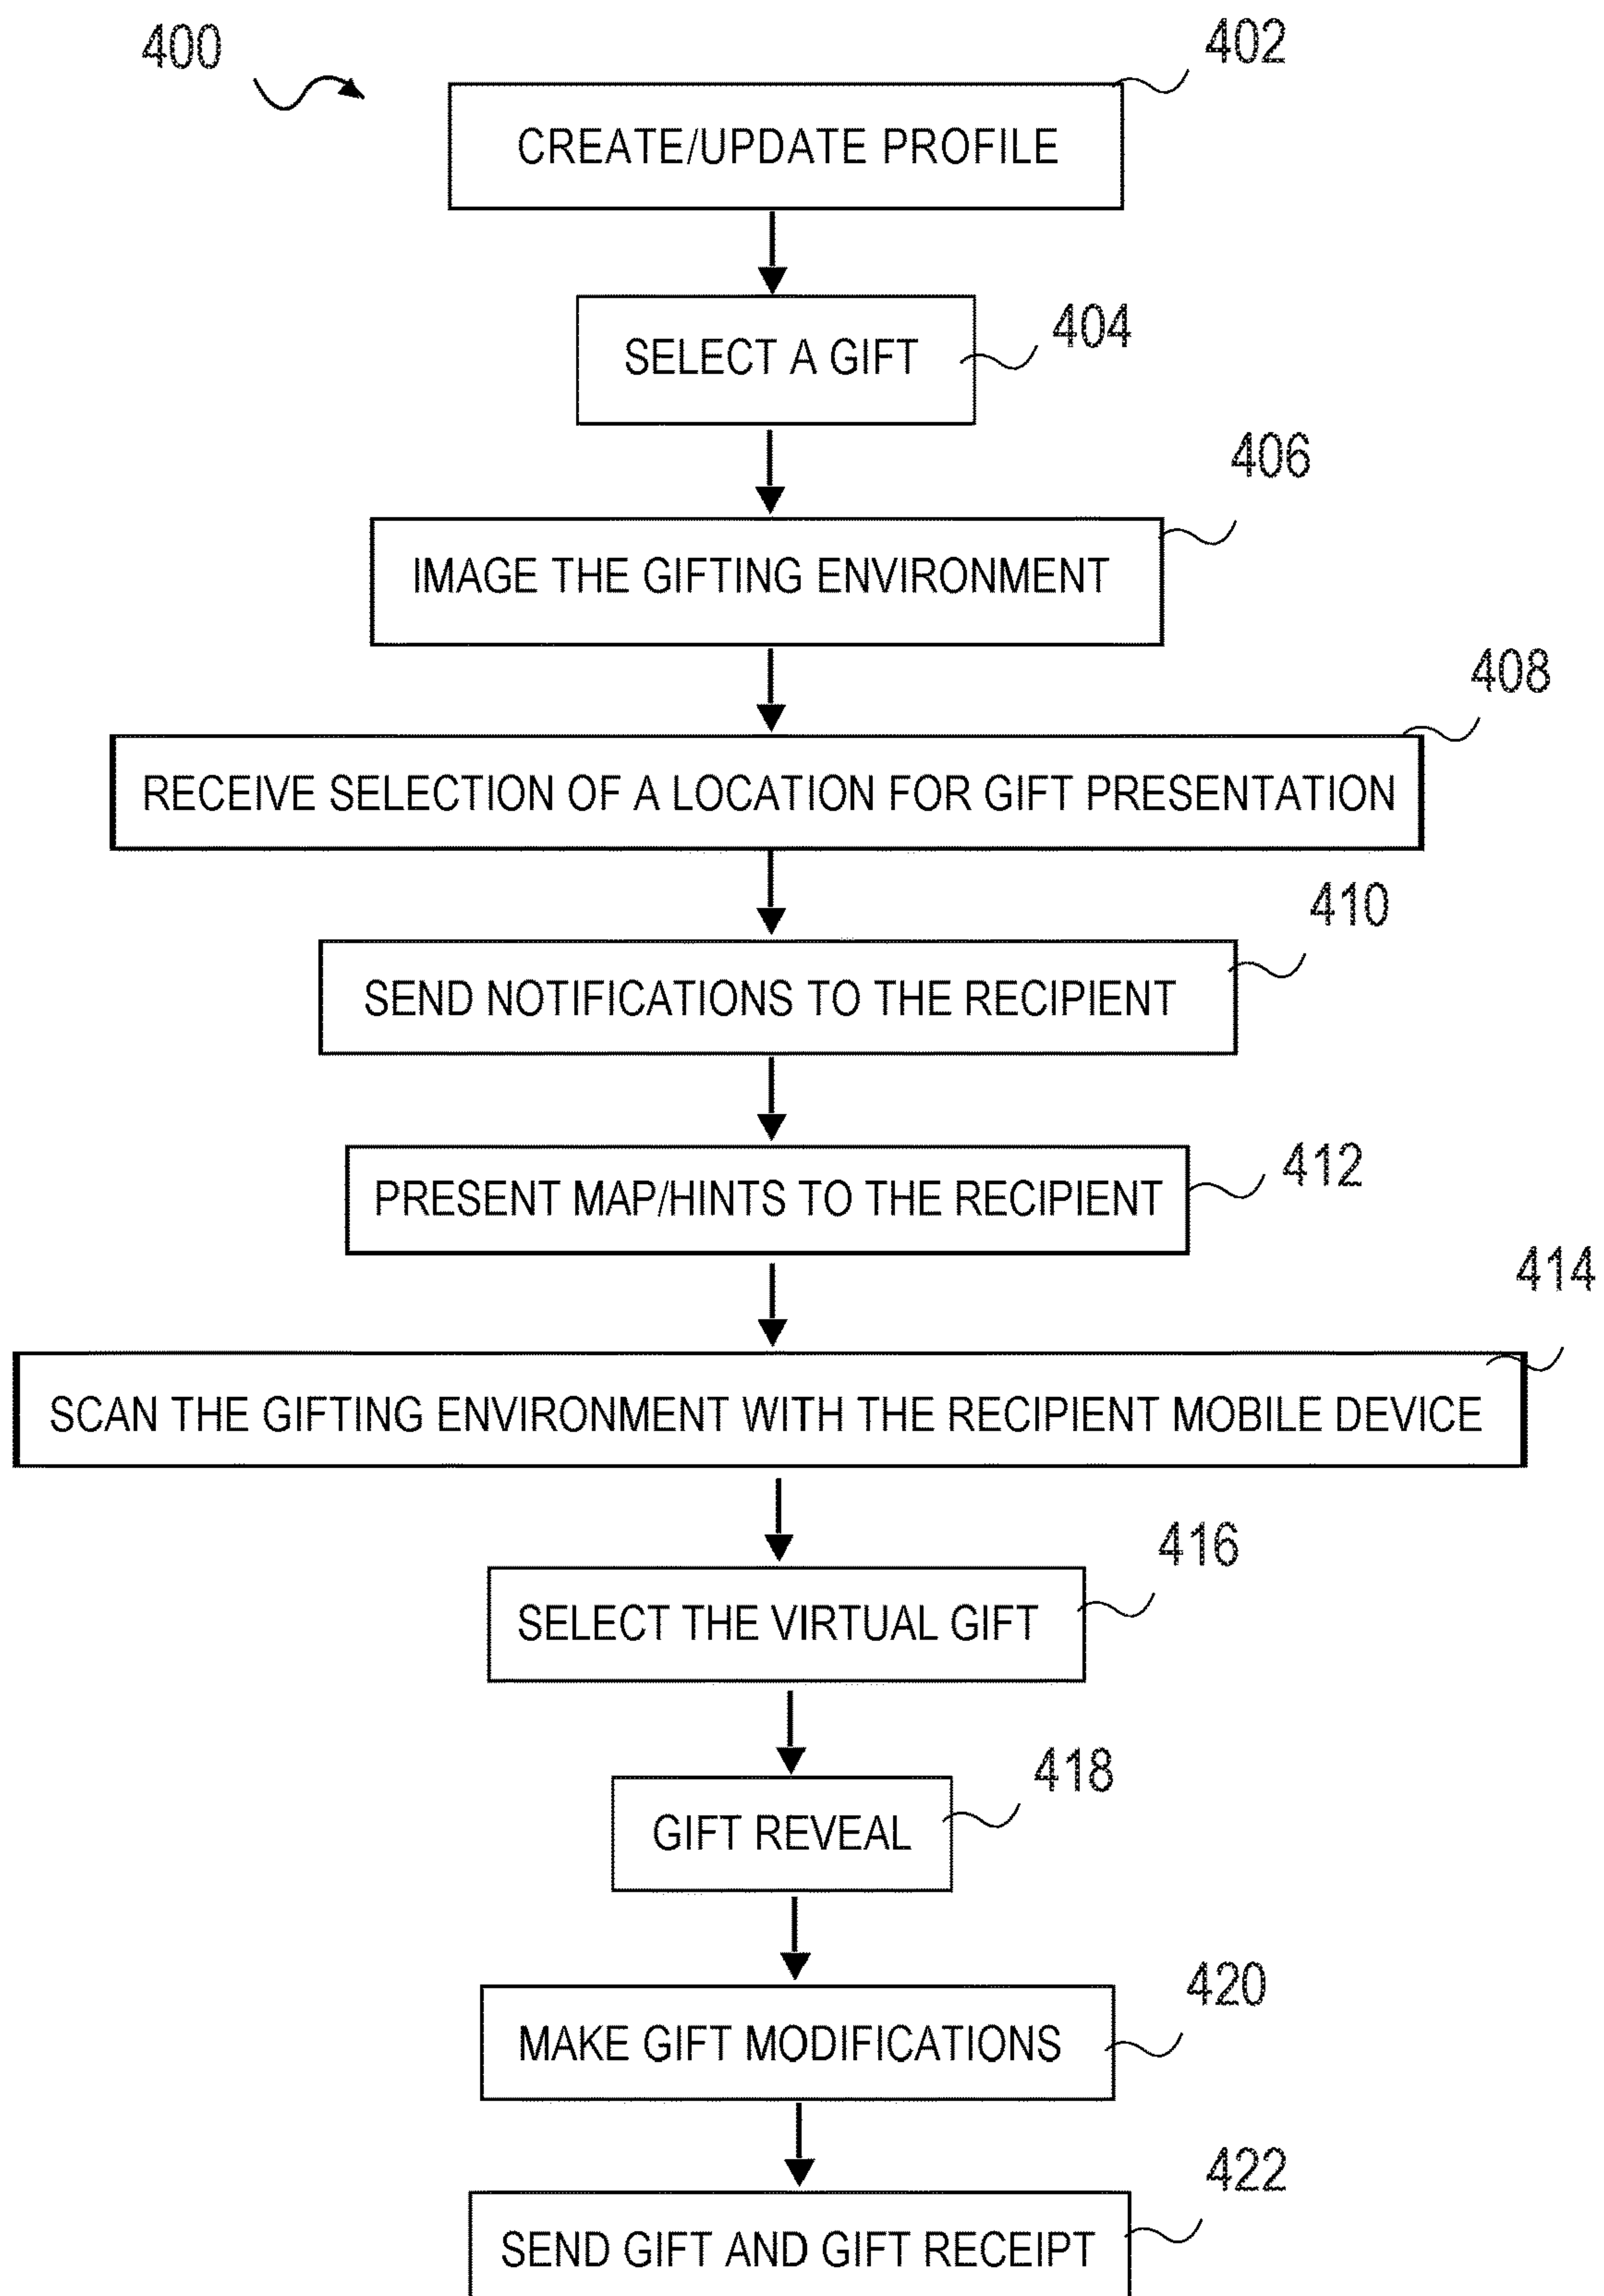 400
402
CREATE/UPDATE PROFILE
404
SELECT A GIFT
406
IMAGE THE GIFTING ENVIRONMENT
408
RECEIVE SELECTION OF A LOCATION FOR GIFT PRESENTATION
410
SEND NOTIFICATIONS TO THE RECIPIENT
412
PRESENT MAP/HINTS TO THE RECIPIENT
414
SCAN THE GIFTING ENVIRONMENT WITH THE RECIPIENT MOBILE DEVICE
416
SELECT THE VIRTUAL GIFT
418
GIFT REVEAL
420
MAKE GIFT MODIFICATIONS
422
SEND GIFT AND GIFT RECEIPT